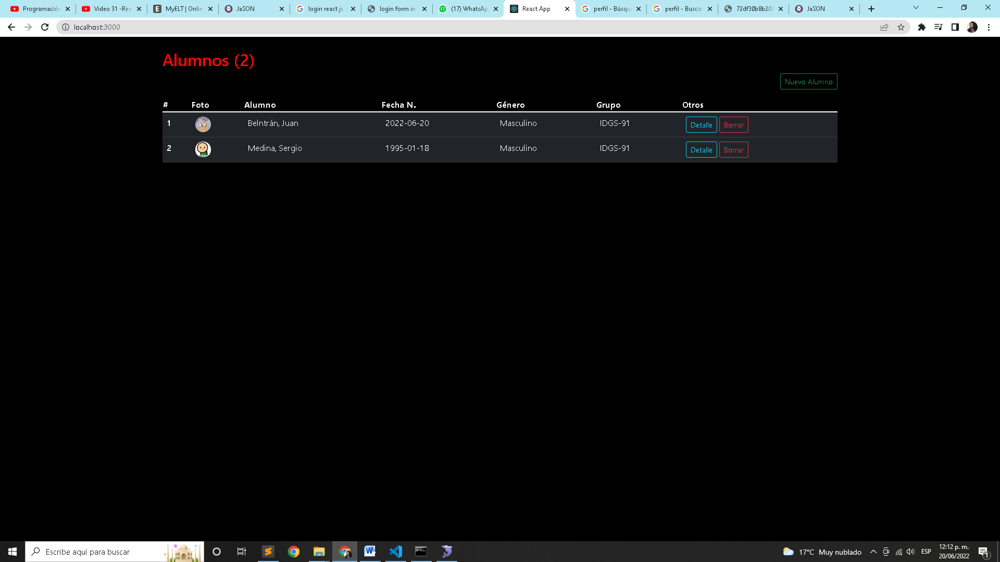 Programación
Video 31 -Rea
MyELT | Onlin
JaSON
login react js
login form in
(17) WhatsAp
React App
perfil - Búsqu
perfil - Buscar
72df30b8b200
JaSON
localhost:3000
Alumnos (2)
Nuevo Alumno
# Foto Alumno Fecha N. Género Grupo Otros
1 Belntrán, Juan 2022-06-20 Masculino IDGS-91 Detalle Borrar
2 Medina, Sergio 1995-01-18 Masculino IDGS-91 Detalle Borrar
Escribe aquí para buscar
17°C Muy nublado
ESP
12:12 p. m.
20/06/2022
1